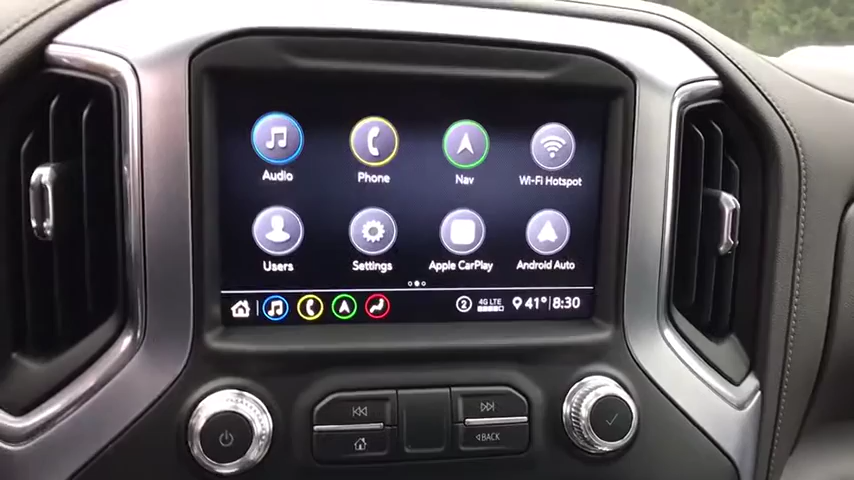 Audio
Phone
Nav
Wi-Fi Hotspot
Users
Settings
Apple CarPlay
Android Auto
2
4G LTE
41°
8:30
BACK